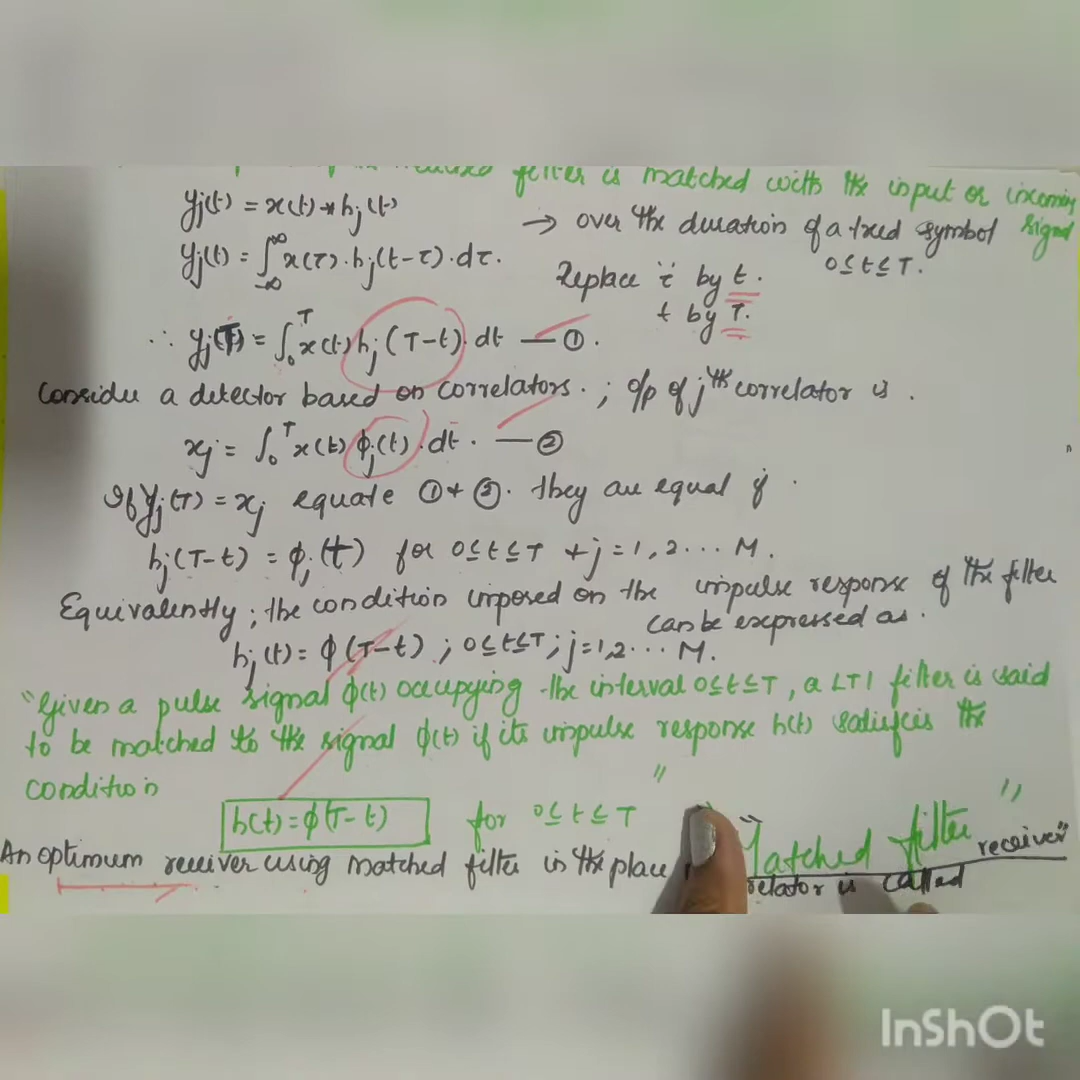 filter is matched with the input or incoming signal
yj(t) = x(t) * hj(t)
→ over the duration of a fxed symbol 0≤t≤T.
yj(t) = ∫_{-∞}^{∞} x(τ).hj(t-τ).dτ.
Replace τ by t.
t by T.
∴ yj(T) = ∫_0^T x(t) hj(T-t).dt — ①.
Consider a detector based on correlators. ; o/p of jth correlator is.
xj = ∫_0^T x(t) ϕj(t).dt. — ②
If yj(T) = xj equate ① + ②. They are equal if.
hj(T-t) = ϕj(t) for 0≤t≤T + j=1,2... M.
Equivalently ; the condition imposed on the impulse response of the filter
can be expressed as.
hj(t) = ϕ(T-t) ; 0≤t≤T ; j=1,2... M.
"Given a pulse signal ϕ(t) occupying the interval 0≤t≤T, a LTI filter is said
to be matched to the signal ϕ(t) if its impulse response h(t) satisfies the
condition "
h(t) = ϕ(T-t) for 0≤t≤T
An optimum receiver using matched filter in the place relator is called
"Matched filter receiver"
InShOt